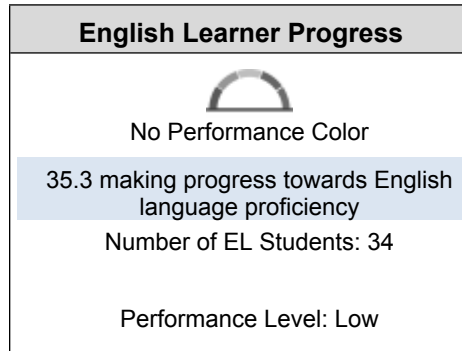 English Learner Progress
No Performance Color
35.3 making progress towards English
language proficiency
Number of EL Students: 34
Performance Level: Low